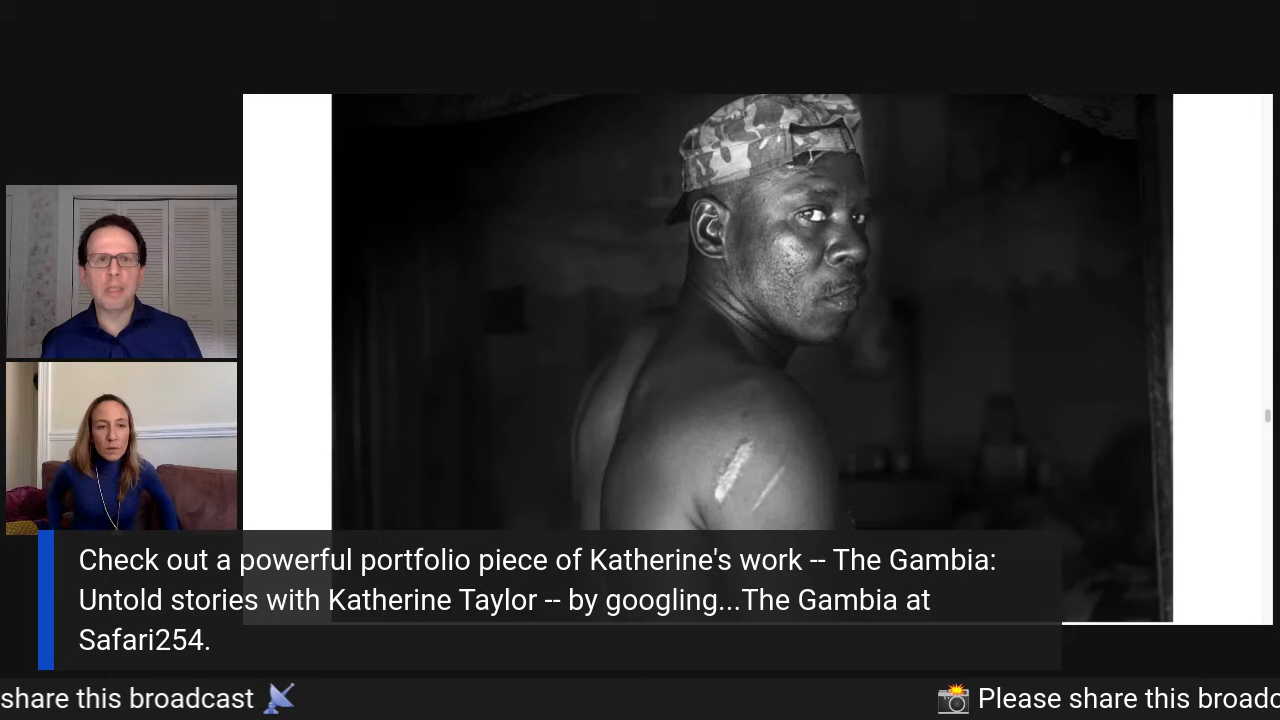 Check out a powerful portfolio piece of Katherine's work -- The Gambia:
Untold stories with Katherine Taylor -- by googling...The Gambia at
Safari254.
share this broadcast 📡 📸 Please share this broadc